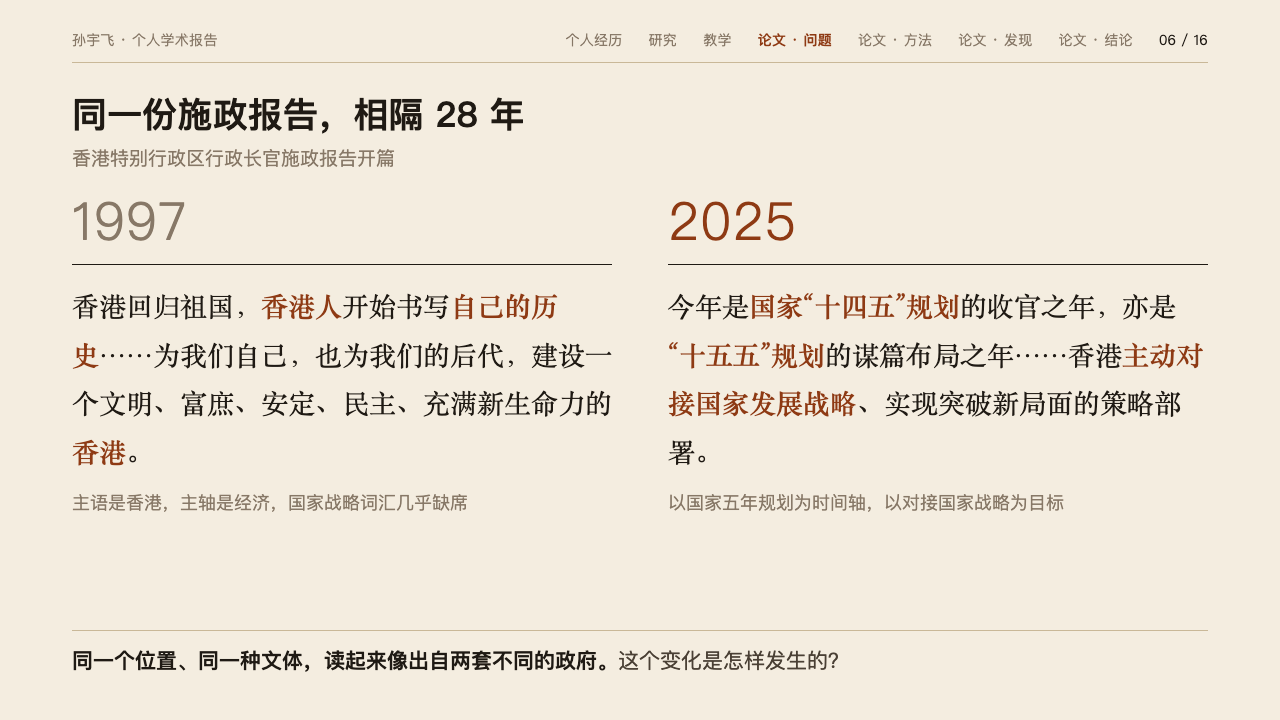 孙宇飞 · 个人学术报告
个人经历 研究 教学 论文 · 问题 论文 · 方法 论文 · 发现 论文 · 结论 06 / 16
同一份施政报告，相隔 28 年
香港特别行政区行政长官施政报告开篇
1997
香港回归祖国，香港人开始书写自己的历
史……为我们自己，也为我们的后代，建设一
个文明、富庶、安定、民主、充满新生命力的
香港。
主语是香港，主轴是经济，国家战略词汇几乎缺席
2025
今年是国家“十四五”规划的收官之年，亦是
“十五五”规划的谋篇布局之年……香港主动对
接国家发展战略、实现突破新局面的策略部
署。
以国家五年规划为时间轴，以对接国家战略为目标
同一个位置、同一种文体，读起来像出自两套不同的政府。这个变化是怎样发生的？